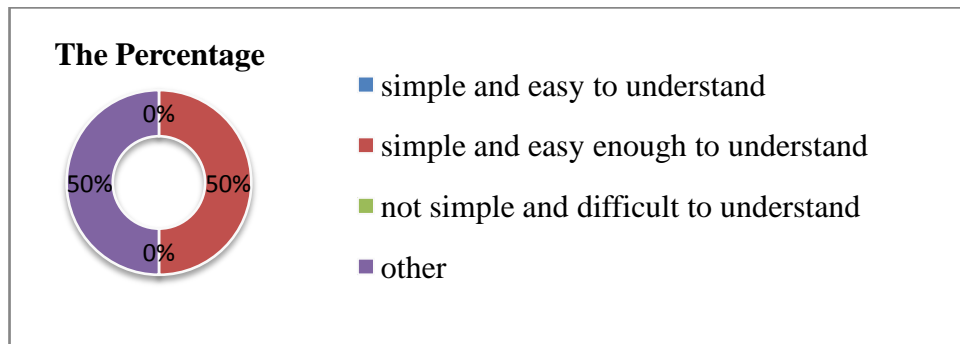 The Percentage
0%
50%
50%
0%
simple and easy to understand
simple and easy enough to understand
not simple and difficult to understand
other